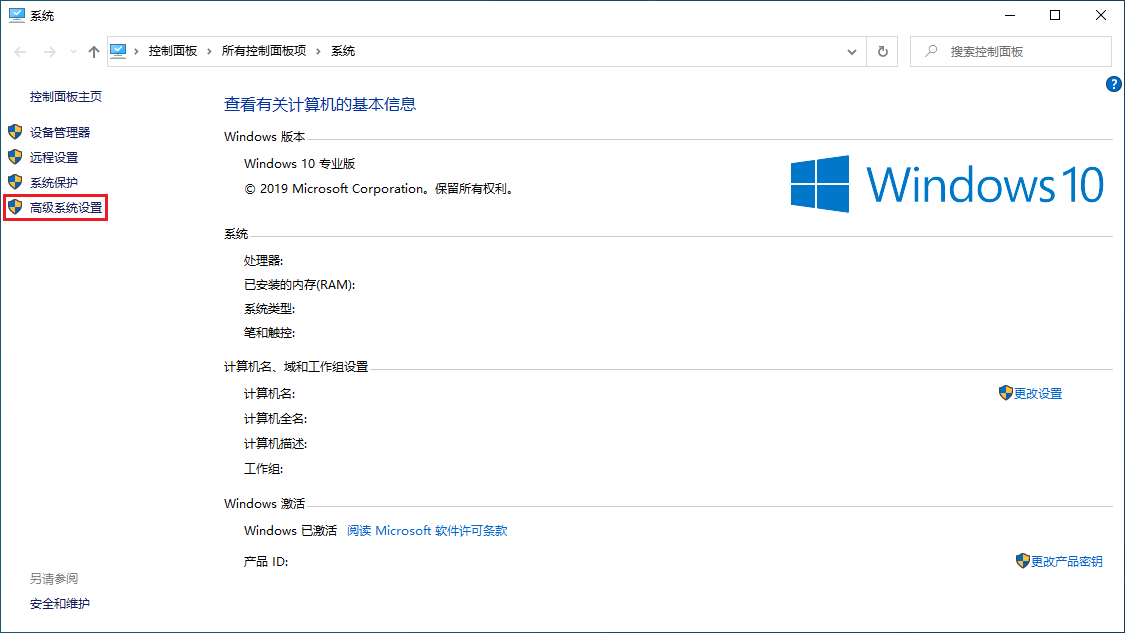 系统
控制面板 › 所有控制面板项 › 系统
搜索控制面板
控制面板主页
设备管理器
远程设置
系统保护
高级系统设置
?
查看有关计算机的基本信息
Windows 版本
Windows 10 专业版
© 2019 Microsoft Corporation。保留所有权利。
Windows 10
系统
处理器:
已安装的内存(RAM):
系统类型:
笔和触控:
计算机名、域和工作组设置
计算机名:
更改设置
计算机全名:
计算机描述:
工作组:
Windows 激活
Windows 已激活 阅读 Microsoft 软件许可条款
产品 ID:
更改产品密钥
另请参阅
安全和维护